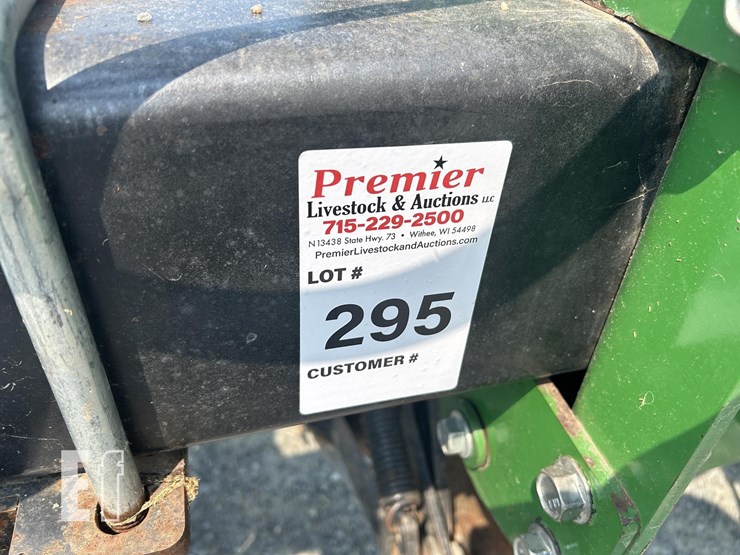 Premier
Livestock & Auctions LLC
715-229-2500
N13438 State Hwy. 73 • Withee, WI 54498
PremierLivestockandAuctions.com
LOT #
295
CUSTOMER #
ef